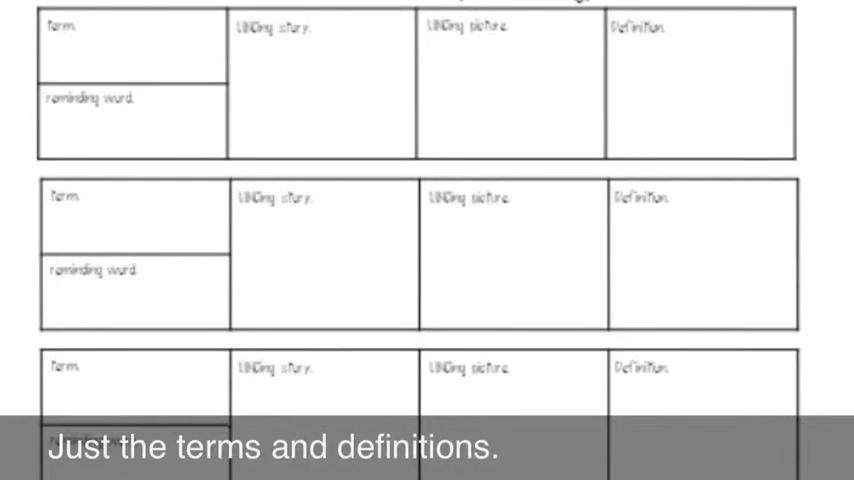 Term: Linking story: Linking picture: Definition:
reminding word:
Term: Linking story: Linking picture: Definition:
reminding word:
Term: Linking story: Linking picture: Definition:
Just the terms and definitions.